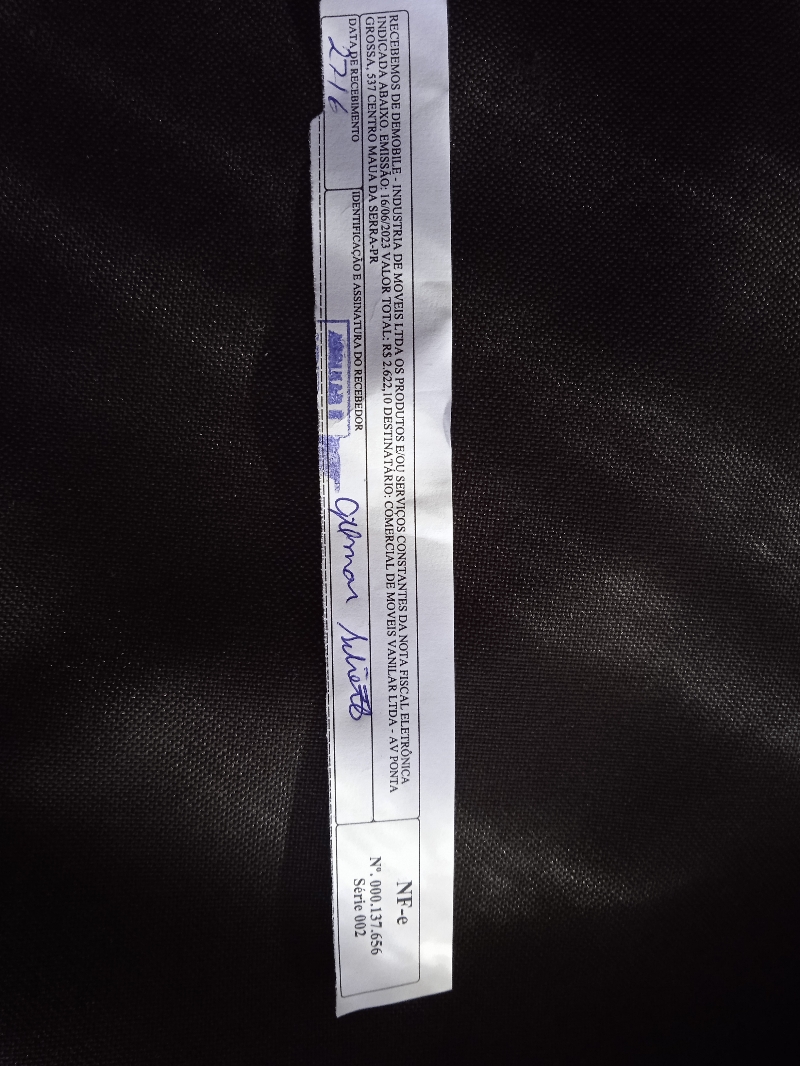 RECEBEMOS DE DEMOBILE - INDUSTRIA DE MOVEIS LTDA OS PRODUTOS E/OU SERVIÇOS CONSTANTES DA NOTA FISCAL ELETRÔNICA
INDICADA ABAIXO. EMISSÃO: 16/06/2023 VALOR TOTAL: R$ 2.622,10 DESTINATÁRIO: COMERCIAL DE MOVEIS VANILAR LTDA - AV PONTA
GROSSA, 537 CENTRO MAUA DA SERRA-PR
DATA DE RECEBIMENTO
27/6
IDENTIFICAÇÃO E ASSINATURA DO RECEBEDOR
NF-e
Nº. 000.137.656
Série 002